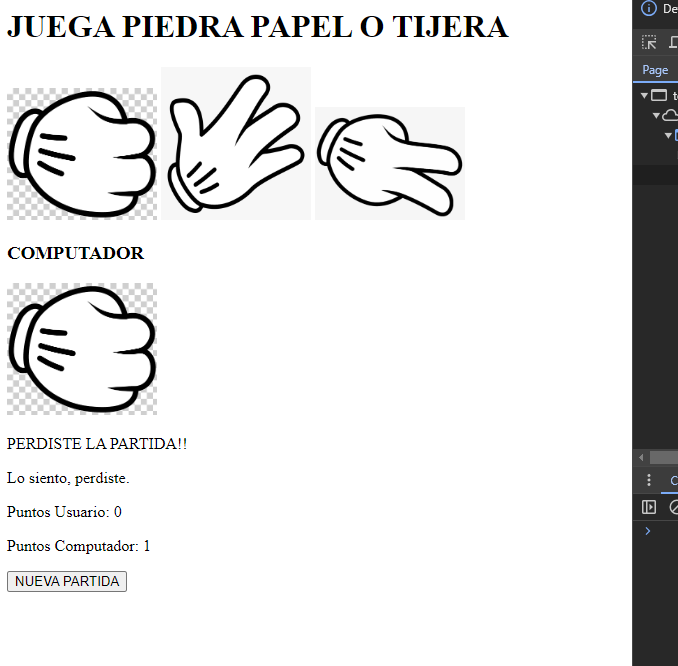 JUEGA PIEDRA PAPEL O TIJERA
COMPUTADOR
PERDISTE LA PARTIDA!!
Lo siento, perdiste.
Puntos Usuario: 0
Puntos Computador: 1
NUEVA PARTIDA
Page